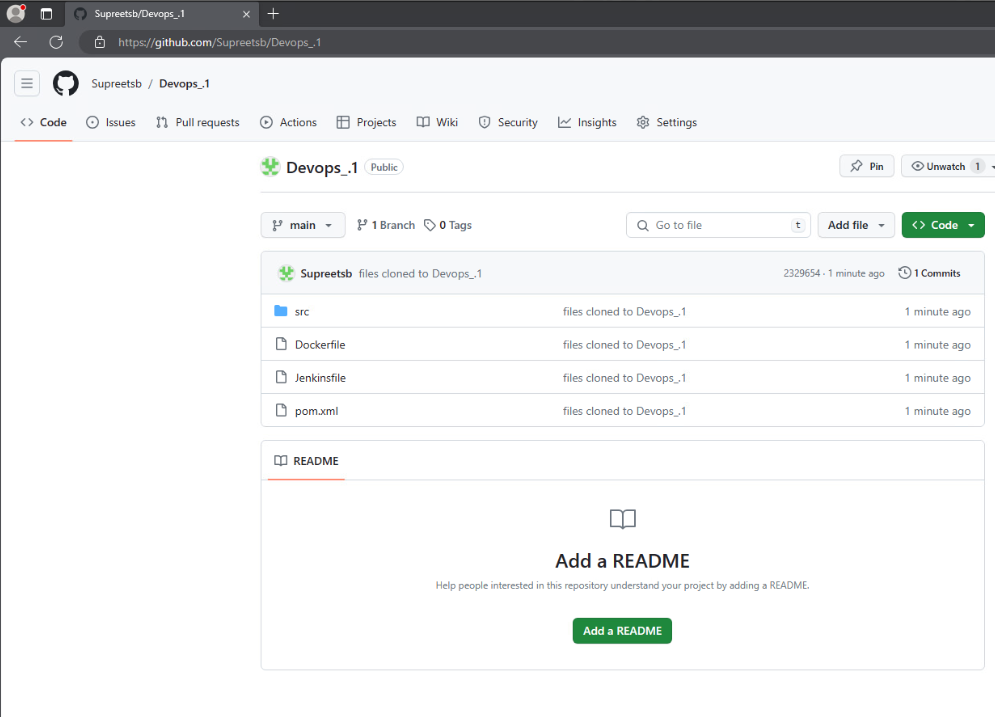 Supreetsb/Devops_.1
https://github.com/Supreetsb/Devops_.1
Supreetsb / Devops_.1
Code Issues Pull requests Actions Projects Wiki Security Insights Settings
Devops_.1 Public Pin Unwatch 1
main 1 Branch 0 Tags Go to file t Add file Code
Supreetsb files cloned to Devops_.1 2329654 · 1 minute ago 1 Commits
src files cloned to Devops_.1 1 minute ago
Dockerfile files cloned to Devops_.1 1 minute ago
Jenkinsfile files cloned to Devops_.1 1 minute ago
pom.xml files cloned to Devops_.1 1 minute ago
README
Add a README
Help people interested in this repository understand your project by adding a README.
Add a README